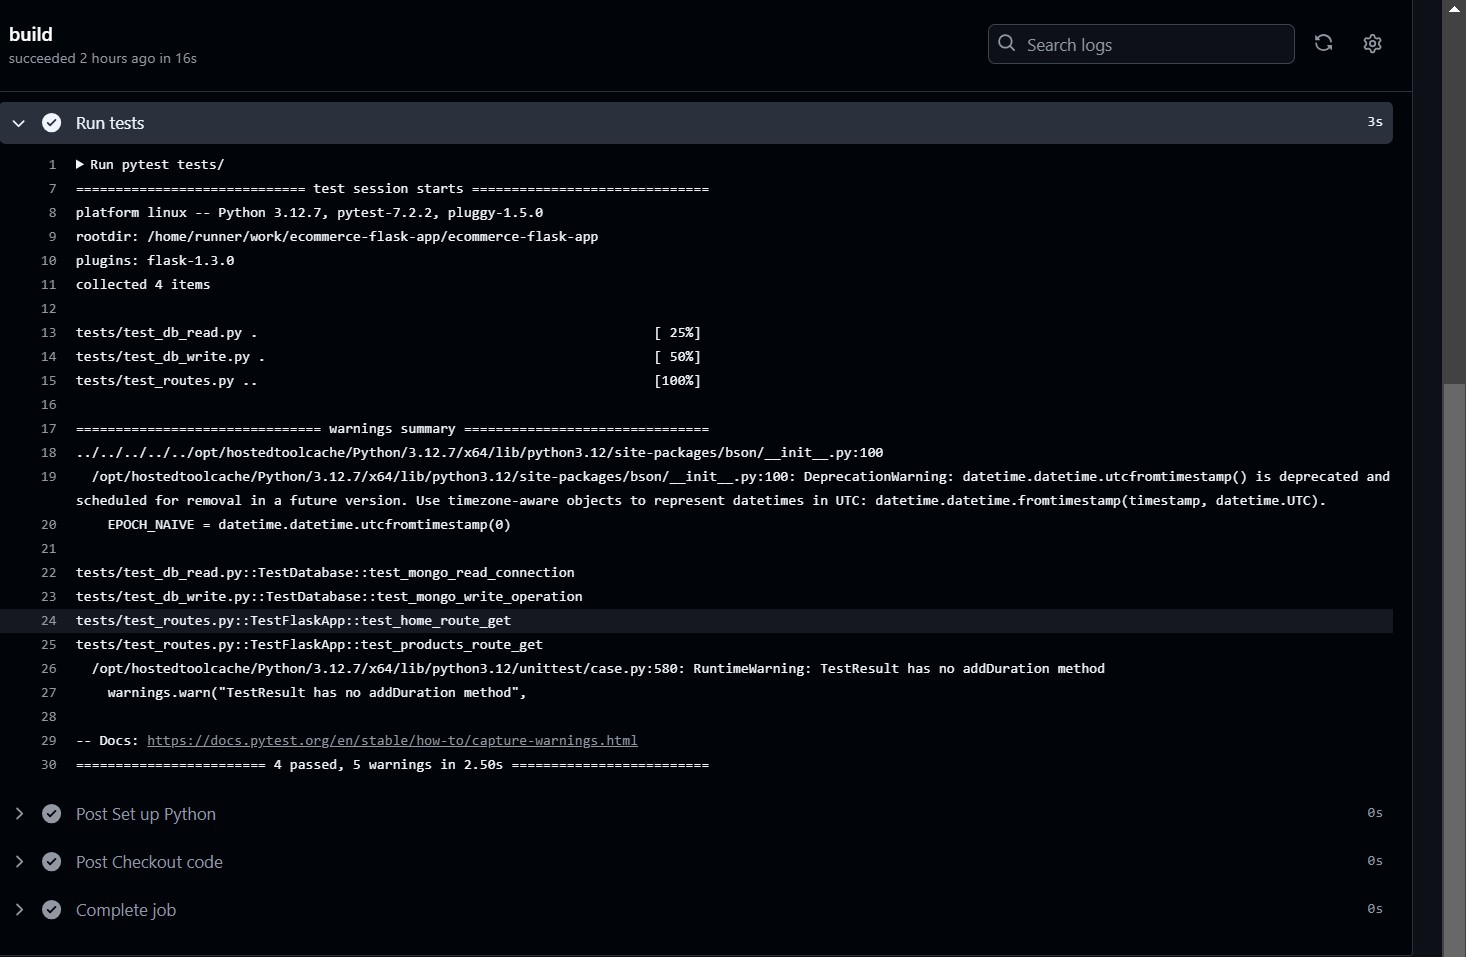 build
succeeded 2 hours ago in 16s
Search logs
Run tests 3s
1 Run pytest tests/
7 ============================= test session starts ==============================
8 platform linux -- Python 3.12.7, pytest-7.2.2, pluggy-1.5.0
9 rootdir: /home/runner/work/ecommerce-flask-app/ecommerce-flask-app
10 plugins: flask-1.3.0
11 collected 4 items
12
13 tests/test_db_read.py . [ 25%]
14 tests/test_db_write.py . [ 50%]
15 tests/test_routes.py .. [100%]
16
17 =============================== warnings summary ===============================
18 ../../../../../opt/hostedtoolcache/Python/3.12.7/x64/lib/python3.12/site-packages/bson/__init__.py:100
19 /opt/hostedtoolcache/Python/3.12.7/x64/lib/python3.12/site-packages/bson/__init__.py:100: DeprecationWarning: datetime.datetime.utcfromtimestamp() is deprecated and
scheduled for removal in a future version. Use timezone-aware objects to represent datetimes in UTC: datetime.datetime.fromtimestamp(timestamp, datetime.UTC).
20 EPOCH_NAIVE = datetime.datetime.utcfromtimestamp(0)
21
22 tests/test_db_read.py::TestDatabase::test_mongo_read_connection
23 tests/test_db_write.py::TestDatabase::test_mongo_write_operation
24 tests/test_routes.py::TestFlaskApp::test_home_route_get
25 tests/test_routes.py::TestFlaskApp::test_products_route_get
26 /opt/hostedtoolcache/Python/3.12.7/x64/lib/python3.12/unittest/case.py:580: RuntimeWarning: TestResult has no addDuration method
27 warnings.warn("TestResult has no addDuration method",
28
29 -- Docs: https://docs.pytest.org/en/stable/how-to/capture-warnings.html
30 ======================== 4 passed, 5 warnings in 2.50s =========================
Post Set up Python 0s
Post Checkout code 0s
Complete job 0s